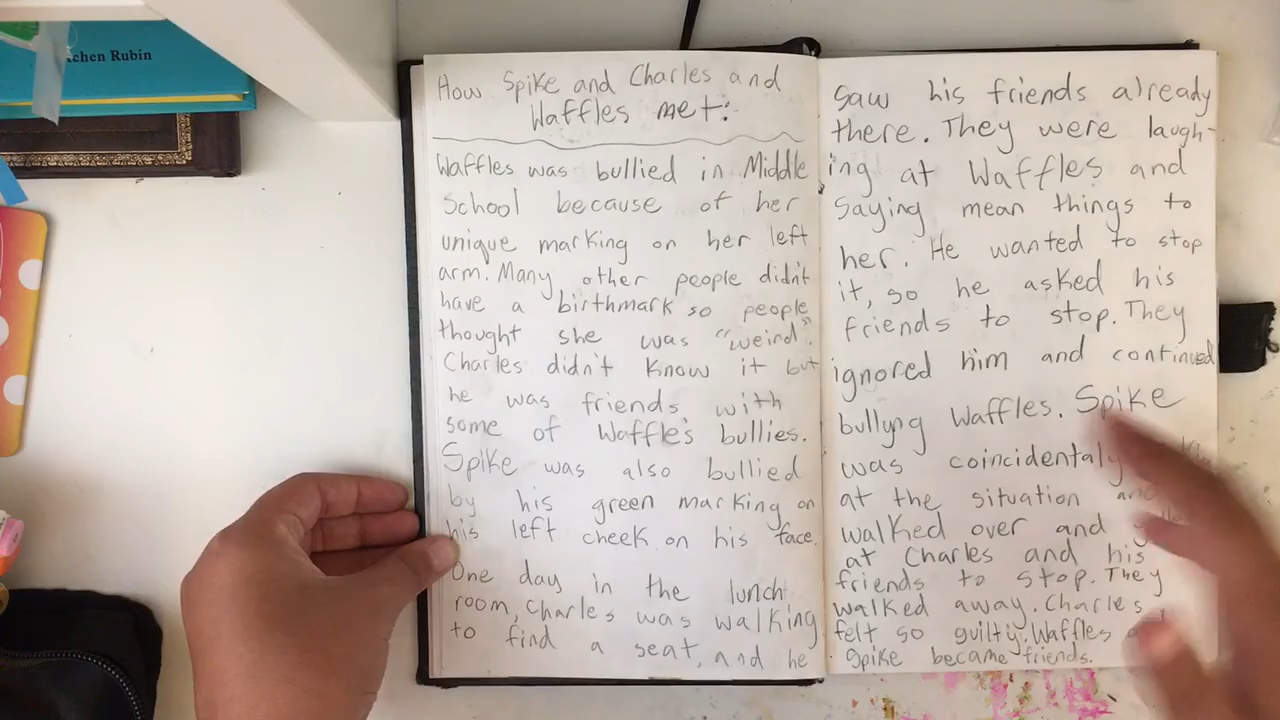 chen Rubin
How Spike and Charles and
Waffles met:
Waffles was bullied in Middle
School because of her
unique marking on her left
arm. Many other people didn't
have a birthmark so people
thought she was "weird".
Charles didn't know it but
he was friends with
some of Waffle's bullies.
Spike was also bullied
by his green marking on
his left cheek on his face.
One day in the lunch
room, Charles was walking
to find a seat, and he
saw his friends already
there. They were laugh-
ing at Waffles and
saying mean things to
her. He wanted to stop
it, so he asked his
friends to stop. They
ignored him and continued
bullyng Waffles. Spike
was coincidentaly
at the situation
walked over and
at Charles and his
friends to stop. They
walked away. Charles
felt so guilty. Waffles
Spike became friends.